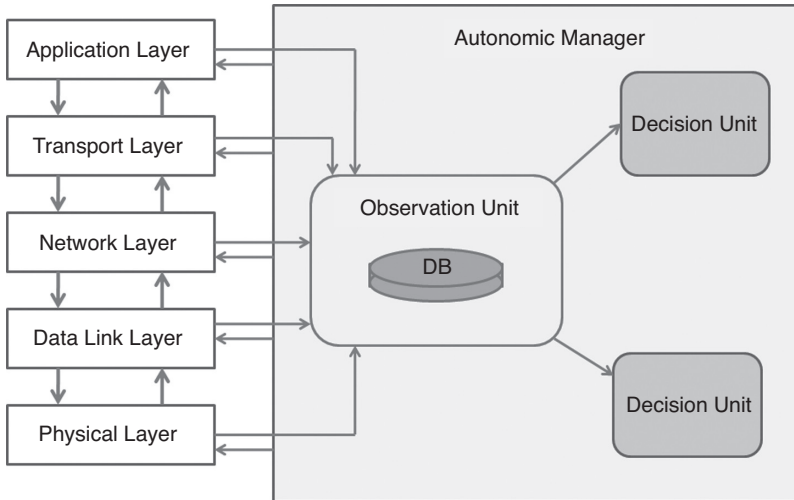 Application Layer
Transport Layer
Network Layer
Data Link Layer
Physical Layer
Autonomic Manager
Observation Unit
DB
Decision Unit
Decision Unit